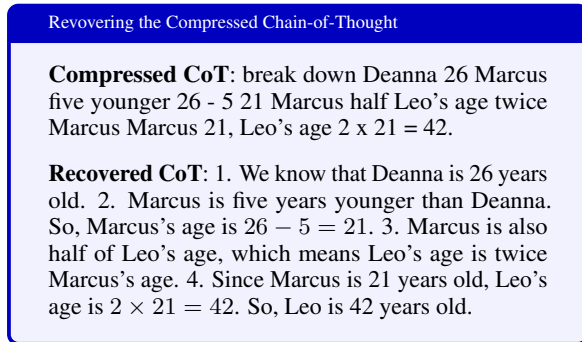 Revovering the Compressed Chain-of-Thought
Compressed CoT: break down Deanna 26 Marcus
five younger 26 - 5 21 Marcus half Leo's age twice
Marcus Marcus 21, Leo's age 2 x 21 = 42.
Recovered CoT: 1. We know that Deanna is 26 years
old. 2. Marcus is five years younger than Deanna.
So, Marcus's age is 26 − 5 = 21. 3. Marcus is also
half of Leo's age, which means Leo's age is twice
Marcus's age. 4. Since Marcus is 21 years old, Leo's
age is 2 × 21 = 42. So, Leo is 42 years old.